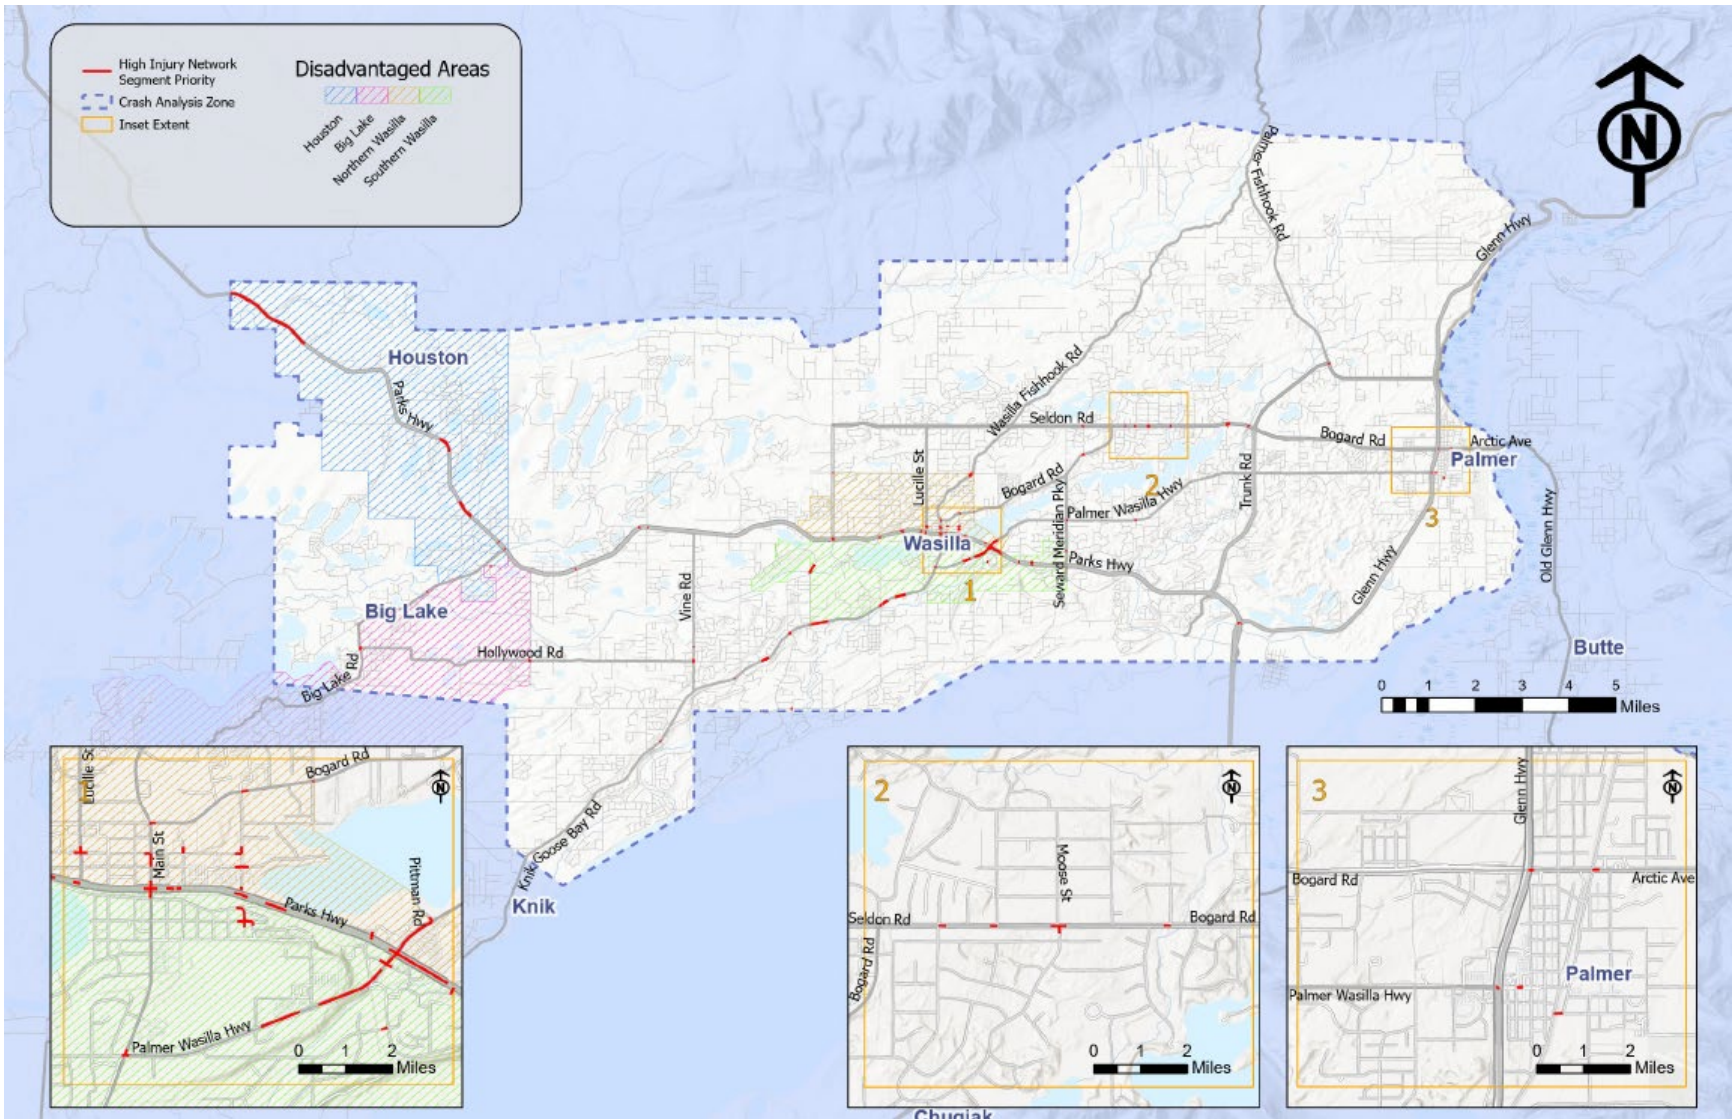 High Injury Network
Segment Priority
Crash Analysis Zone
Inset Extent
Disadvantaged Areas
Houston
Big Lake
Northern Wasilla
Southern Wasilla
N
Palmer Fishhook Rd
Glenn Hwy
Houston
Parks Hwy
Wasilla Fishhook Rd
Seldon Rd
Bogard Rd
Arctic Ave
Palmer
Lucille St
Bogard Rd
2
Palmer Wasilla Hwy
Trunk Rd
3
Old Glenn Hwy
Wasilla
Seward Meridian Pky
Parks Hwy
1
Glenn Hwy
Vine Rd
Big Lake
Hollywood Rd
Big Lake Rd
Butte
0 1 2 3 4 5
Miles
Knik Goose Bay Rd
Knik
Chugiak
Lucille St
Bogard Rd
N
Main St
Pittman Rd
Parks Hwy
Palmer Wasilla Hwy
0 1 2
Miles
2
N
Moose St
Seldon Rd
Bogard Rd
Bogard Rd
0 1 2
Miles
3
Glenn Hwy
N
Bogard Rd
Arctic Ave
Palmer
Palmer Wasilla Hwy
0 1 2
Miles